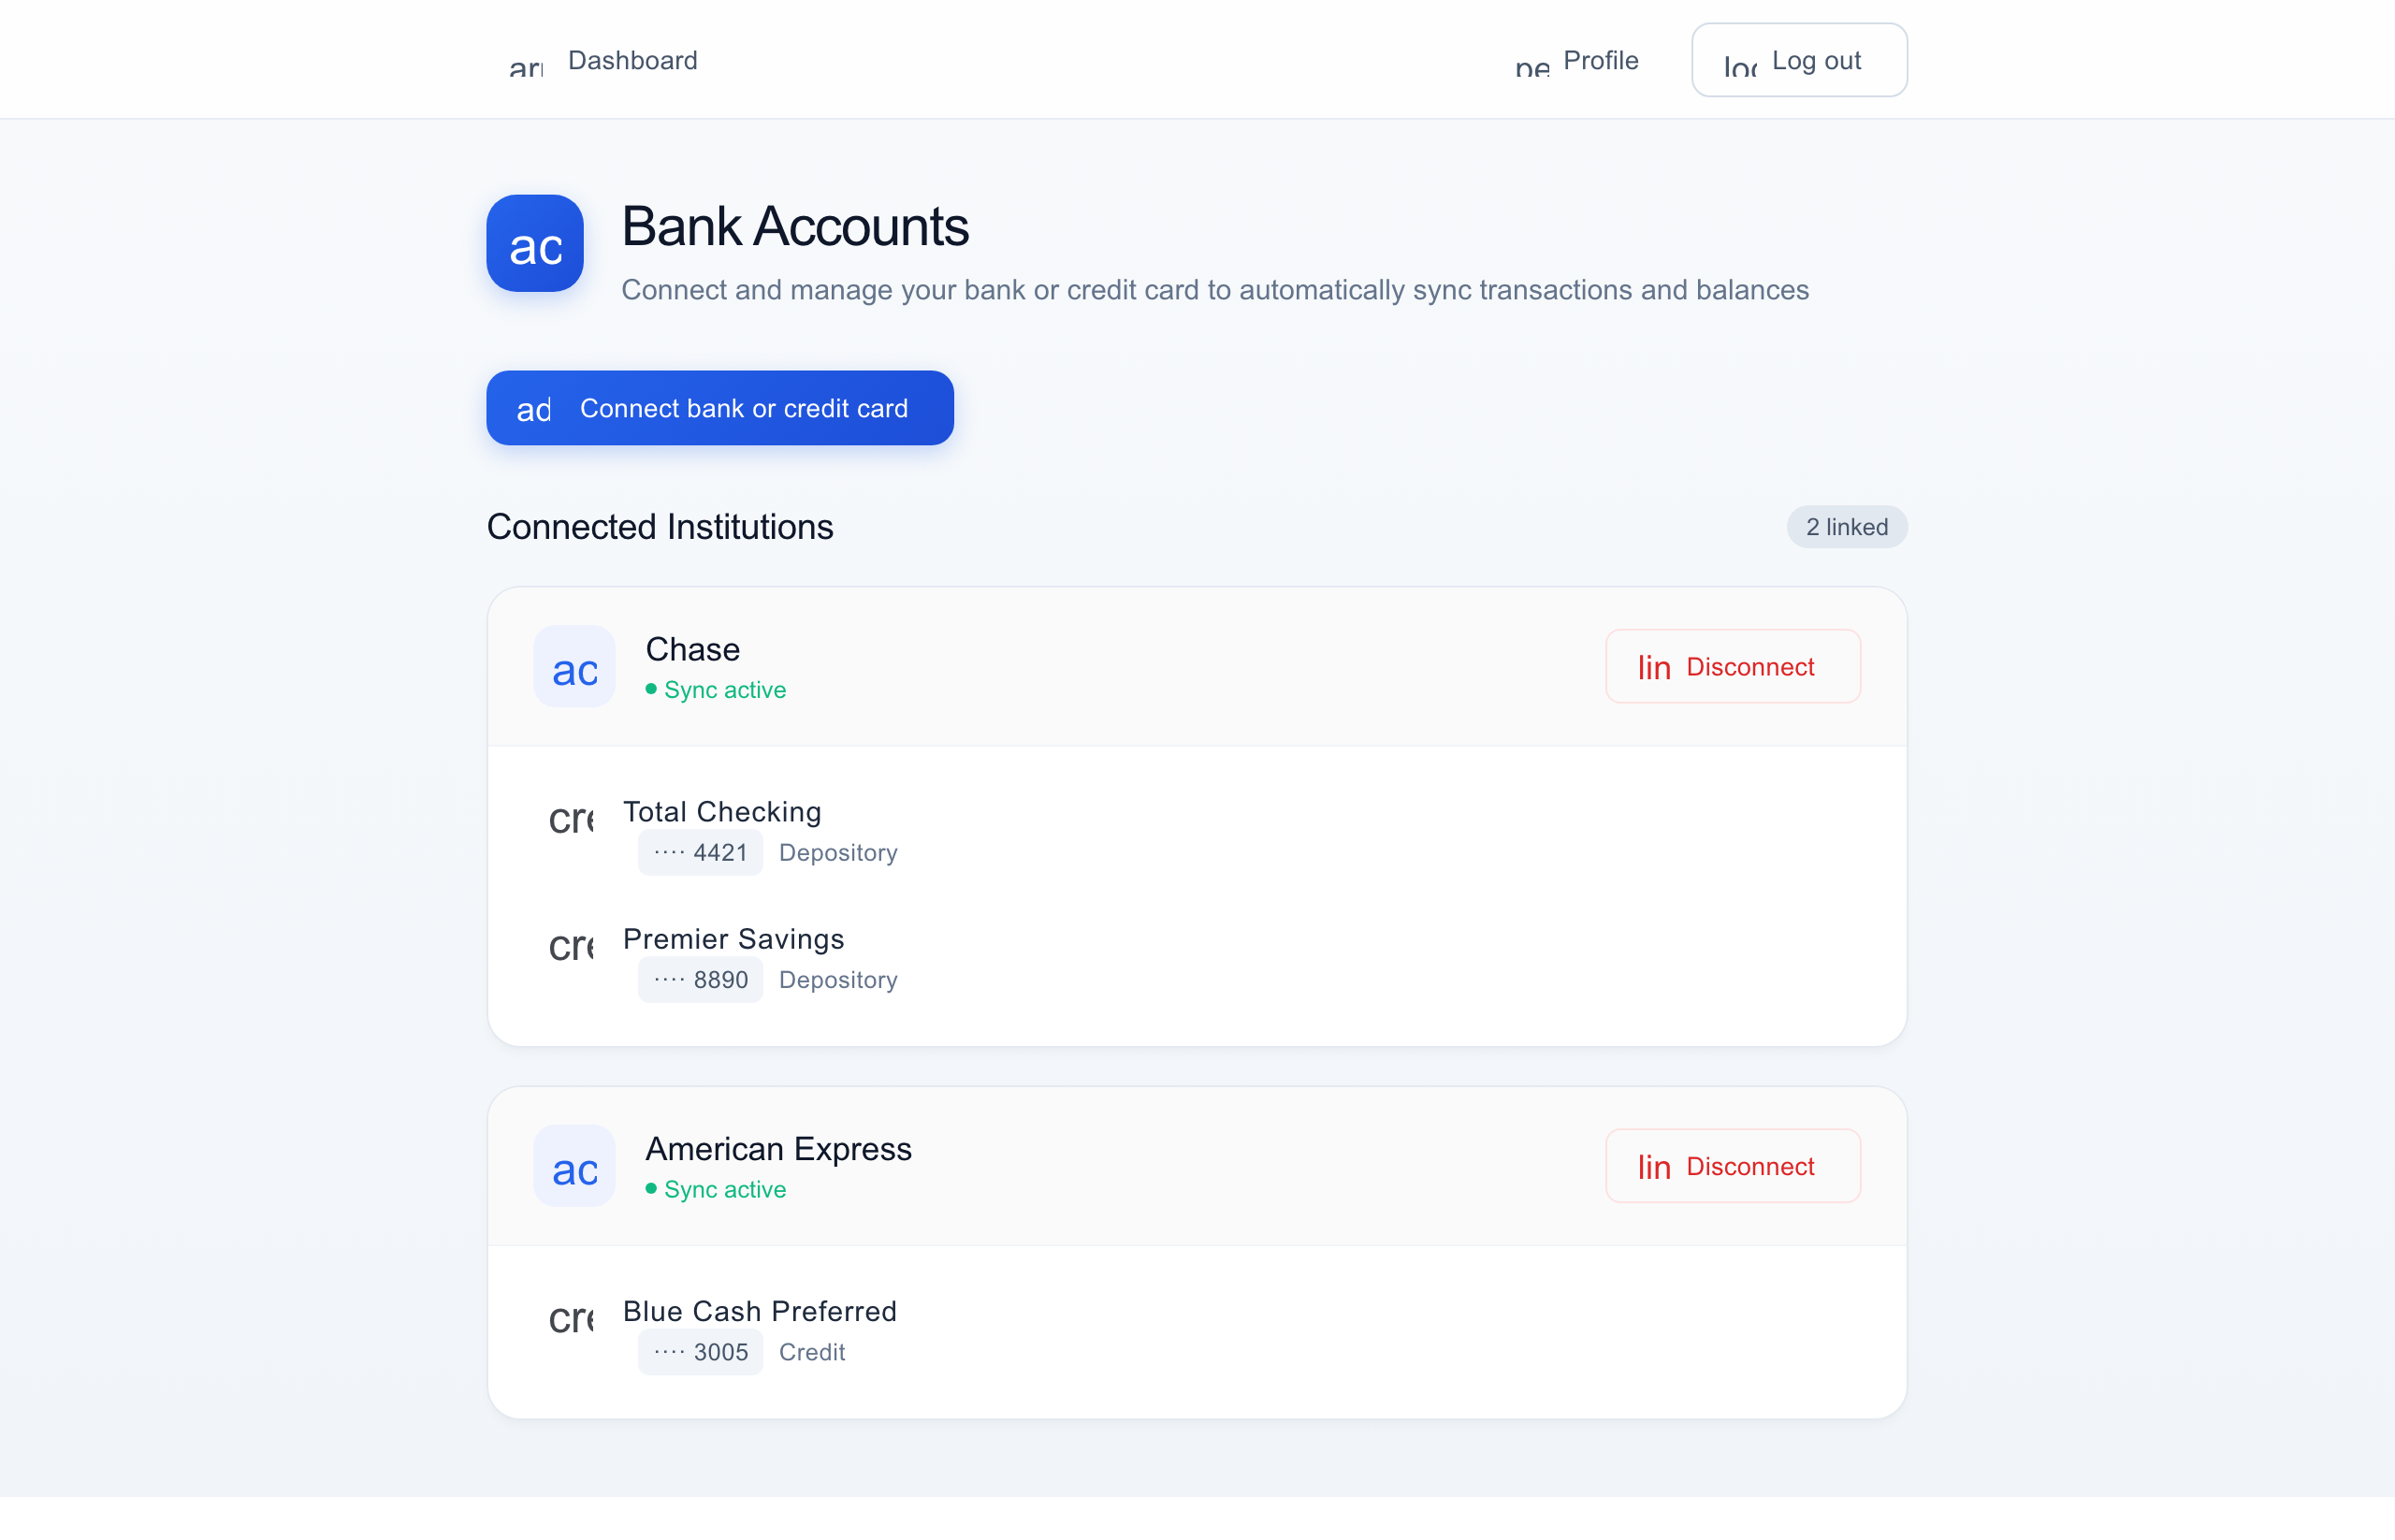 arr Dashboard pe Profile log Log out
ac Bank Accounts
Connect and manage your bank or credit card to automatically sync transactions and balances
ad Connect bank or credit card
Connected Institutions 2 linked
ac Chase
Sync active
lin Disconnect
cre Total Checking
···· 4421 Depository
cre Premier Savings
···· 8890 Depository
ac American Express
Sync active
lin Disconnect
cre Blue Cash Preferred
···· 3005 Credit